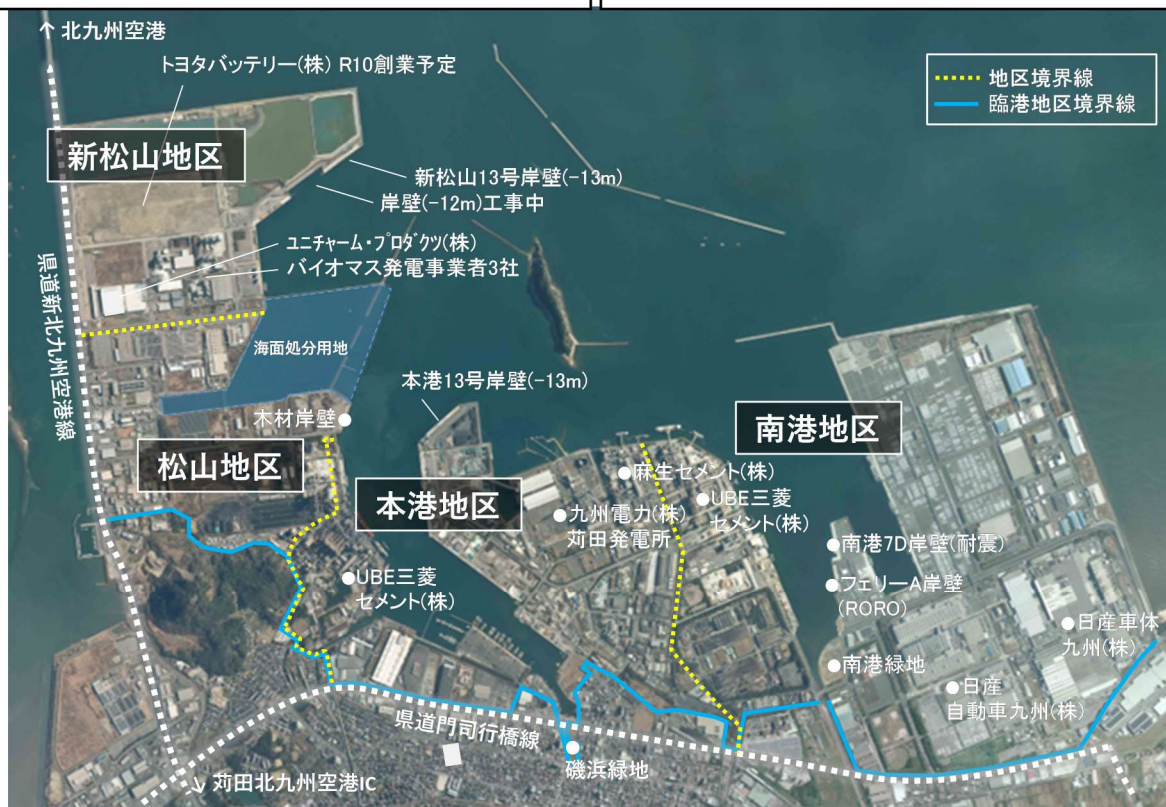 ↑ 北九州空港
トヨタバッテリー(株) R10創業予定
地区境界線
臨港地区境界線
新松山地区
新松山13号岸壁(-13m)
岸壁(-12m)工事中
ユニチャーム・プロダクツ(株)
バイオマス発電事業者3社
県道新北九州空港線
海面処分用地
本港13号岸壁(-13m)
木材岸壁
松山地区
本港地区
南港地区
麻生セメント(株)
UBE三菱
セメント(株)
九州電力(株)
苅田発電所
南港7D岸壁(耐震)
フェリーA岸壁
(RORO)
UBE三菱
セメント(株)
日産車体
九州(株)
南港緑地
日産
自動車九州(株)
県道門司行橋線
磯浜緑地
↓ 苅田北九州空港IC